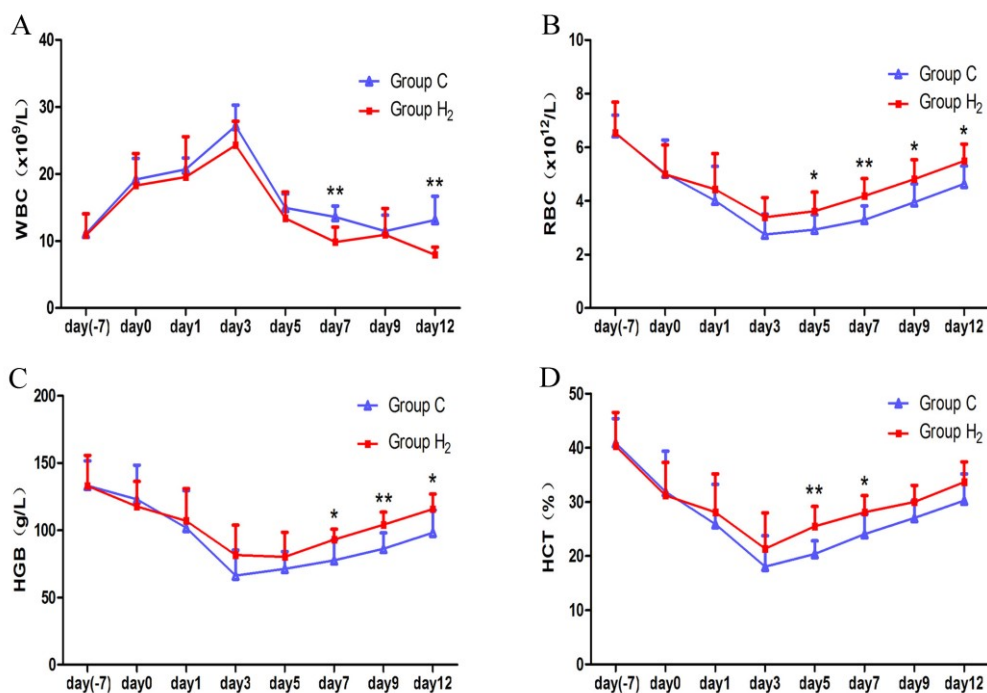 A
WBC（x10⁹/L）
40
30
20
10
0
Group C
Group H₂
**
**
day(-7) day0 day1 day3 day5 day7 day9 day12
B
RBC（x10¹²/L）
10
8
6
4
2
0
Group C
Group H₂
*
**
*
*
day(-7) day0 day1 day3 day5 day7 day9 day12
C
HGB（g/L）
200
150
100
50
0
Group C
Group H₂
*
**
*
day(-7) day0 day1 day3 day5 day7 day9 day12
D
HCT（%）
50
40
30
20
10
0
Group C
Group H₂
**
*
day(-7) day0 day1 day3 day5 day7 day9 day12